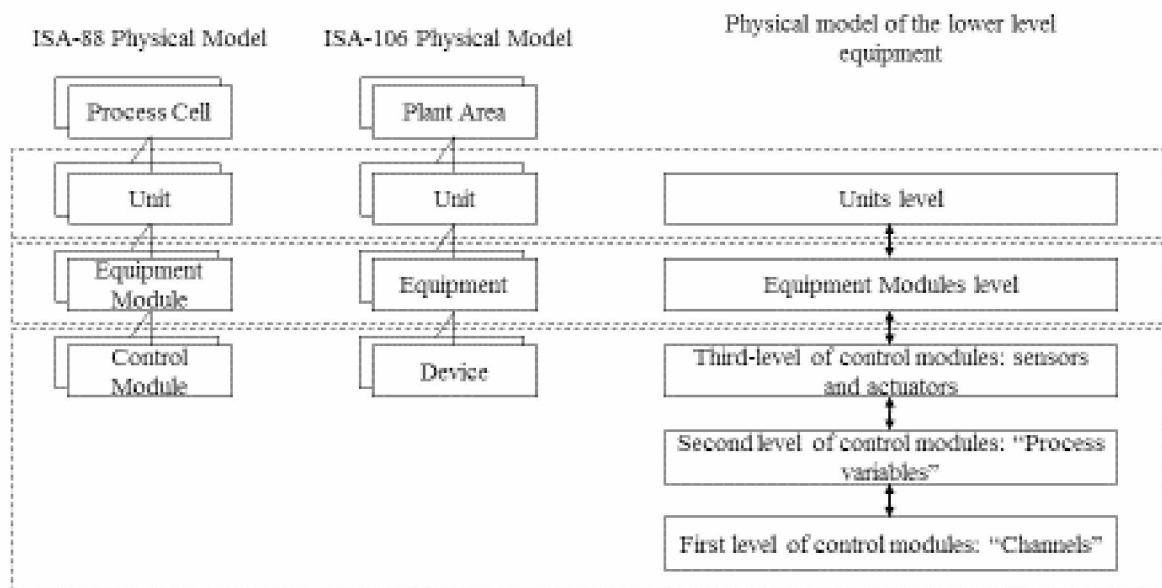 ISA-88 Physical Model
ISA-106 Physical Model
Physical model of the lower level
equipment
Process Cell
Plant Area
Unit
Unit
Units level
Equipment
Module
Equipment
Equipment Modules level
Control
Module
Device
Third-level of control modules: sensors
and actuators
Second level of control modules: “Process
variables”
First level of control modules: “Channels”